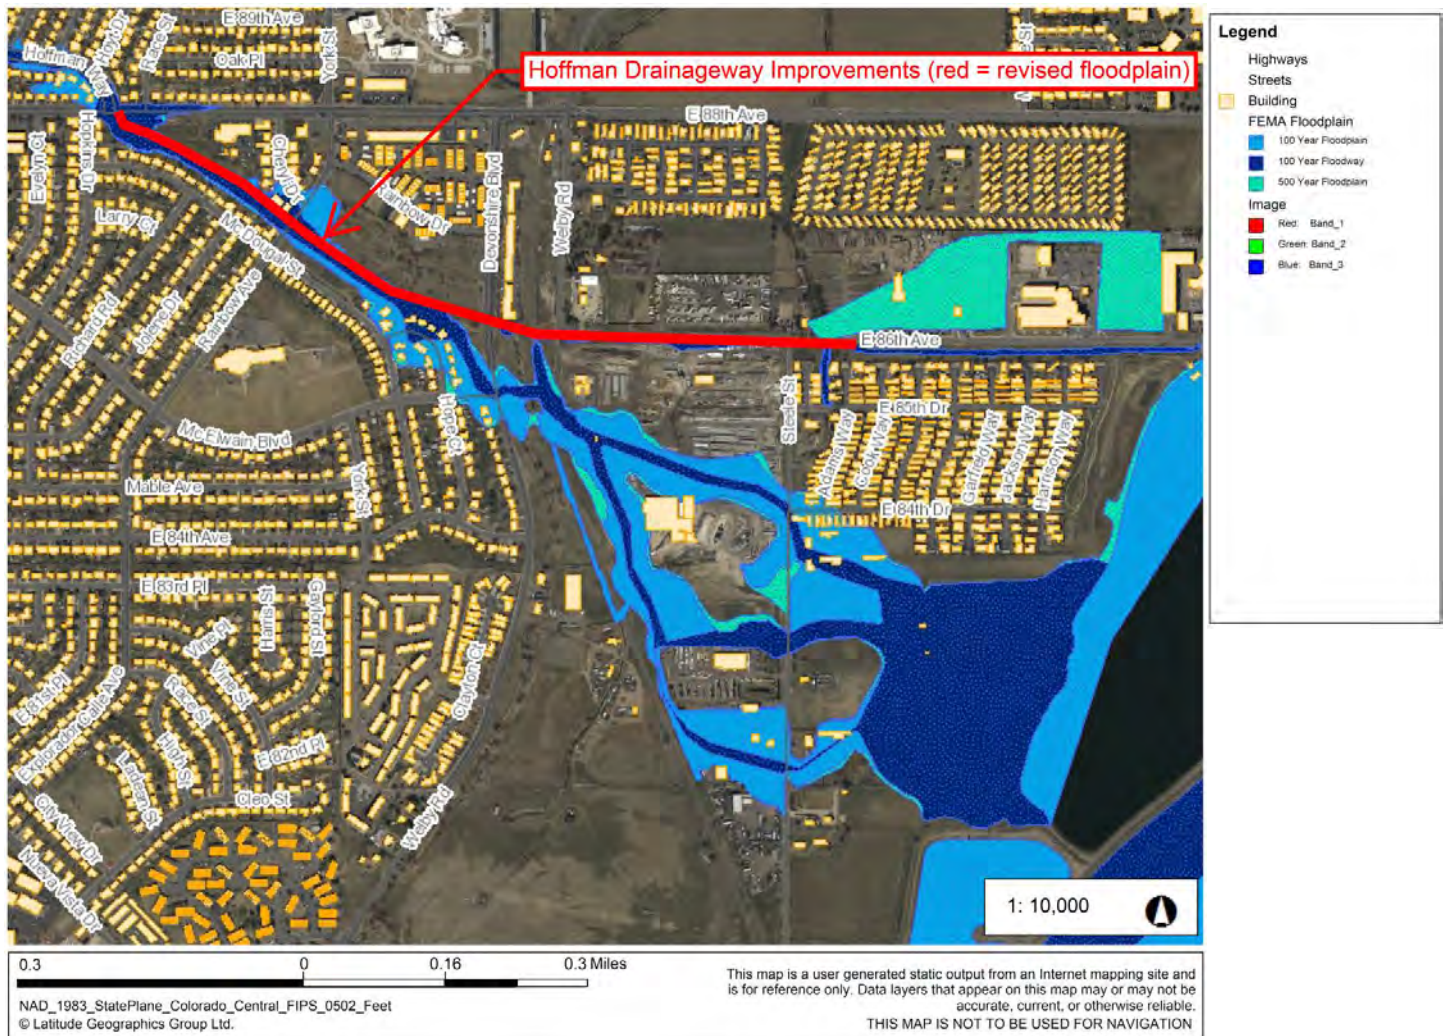 E 89th Ave
Hoyt Dr
Race St
Oak Pl
York St
Hoffman Way
Hoffman Drainageway Improvements (red = revised floodplain)
E 88th Ave
Hopkins Dr
Evelyn Ct
Cheryl Dr
Rainbow Dr
Devonshire Blvd
Welby Rd
Larry Ct
McDougal St
Richard Rd
Jolene Dr
Rainbow Ave
E 86th Ave
Steele St
E 85th Dr
Hope Ct
McElwain Blvd
Adams Way
Cook Way
Garfield Way
Jackson Way
Harrison Way
Mable Ave
York St
E 84th Dr
E 84th Ave
E 83rd Pl
Harris St
Gaylord St
Vine Pl
Clayton Ct
E 81st Pl
Explorador Calle Ave
Race St
Vine St
High St
E 82nd Pl
Leader St
Cleo St
City View Dr
Welby Rd
Nueva Vista Dr
1: 10,000
Legend
Highways
Streets
Building
FEMA Floodplain
100 Year Floodplain
100 Year Floodway
500 Year Floodplain
Image
Red: Band_1
Green: Band_2
Blue: Band_3
0.3 0 0.16 0.3 Miles
NAD_1983_StatePlane_Colorado_Central_FIPS_0502_Feet
© Latitude Geographics Group Ltd.
This map is a user generated static output from an Internet mapping site and
is for reference only. Data layers that appear on this map may or may not be
accurate, current, or otherwise reliable.
THIS MAP IS NOT TO BE USED FOR NAVIGATION